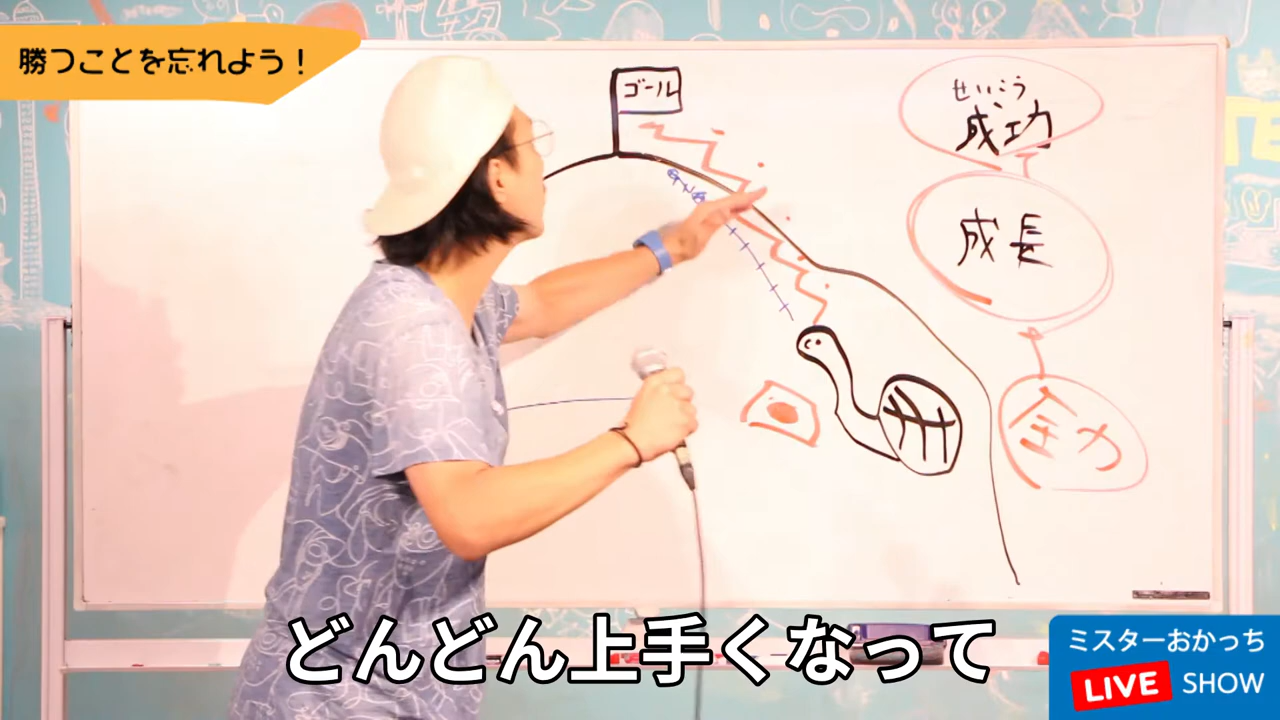 勝つことを忘れよう！
ゴール
せいこう
成功
成長
全力
どんどん上手くなって
ミスターおかっち
LIVE SHOW